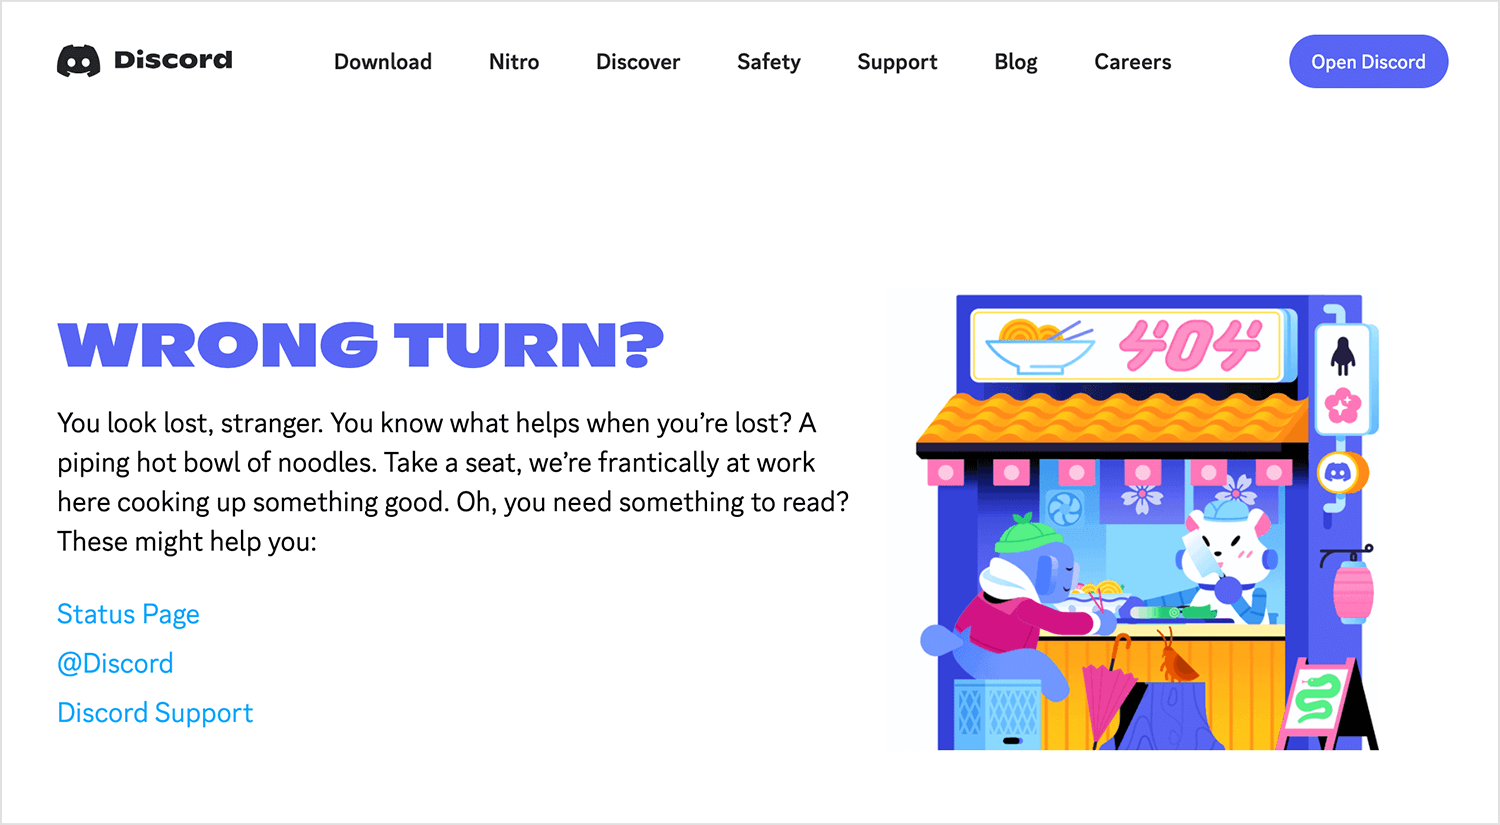 Discord
Download
Nitro
Discover
Safety
Support
Blog
Careers
Open Discord
WRONG TURN?
You look lost, stranger. You know what helps when you’re lost? A
piping hot bowl of noodles. Take a seat, we’re frantically at work
here cooking up something good. Oh, you need something to read?
These might help you:
Status Page
@Discord
Discord Support
404